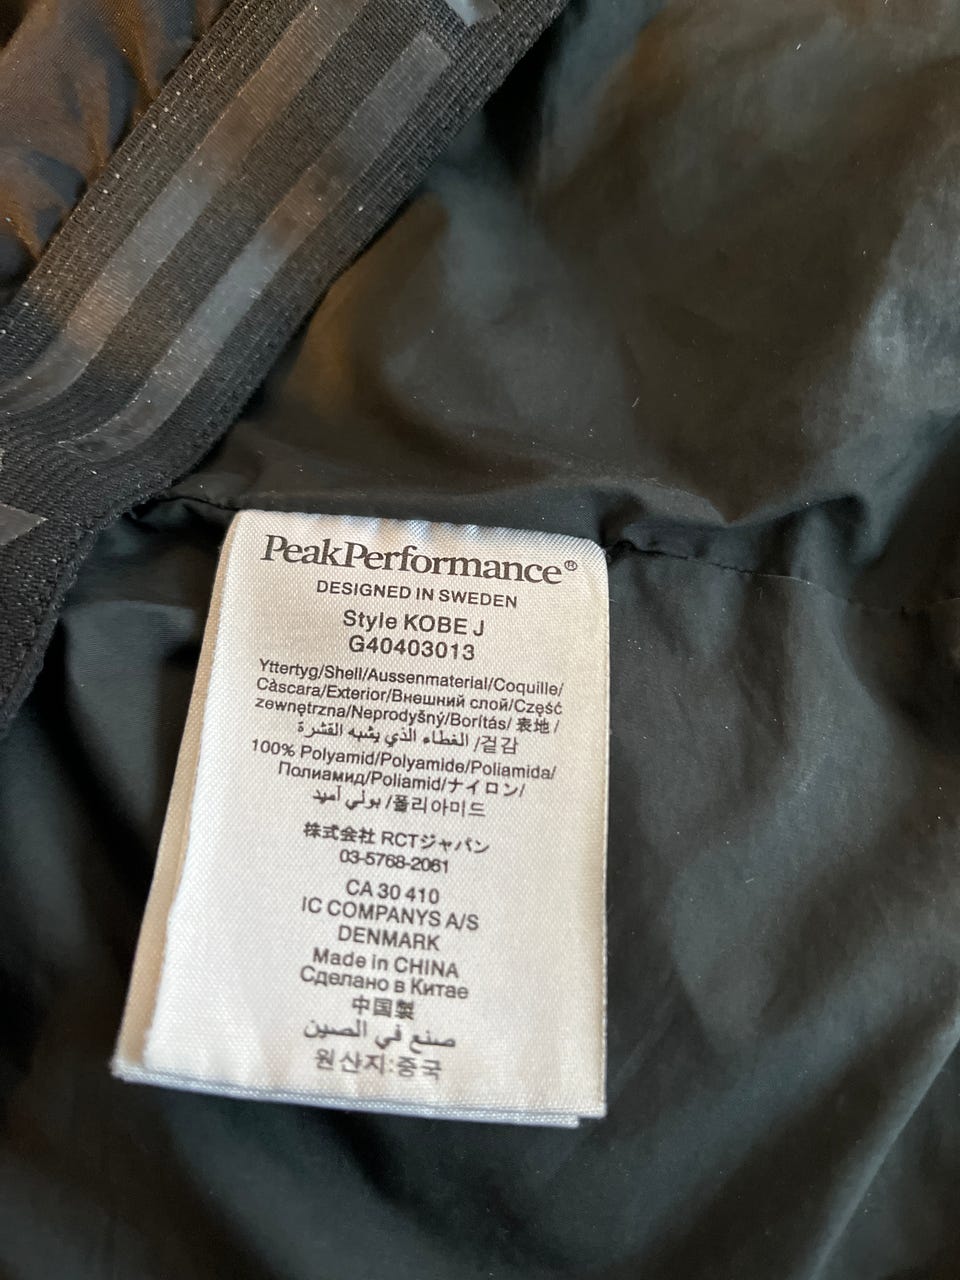 PeakPerformance®
DESIGNED IN SWEDEN
Style KOBE J
G40403013
Yttertyg/Shell/Aussenmaterial/Coquille/
Càscara/Exterior/Внешний слой/Część
zewnętrzna/Neprodyšný/Borítás/ 表地 /
겉감/ الغطاء الذي يشبه القشرة
100% Polyamid/Polyamide/Poliamida/
Полиамид/Poliamid/ナイロン/
폴리아미드/ بولي أميد
株式会社 RCTジャパン
03-5768-2061
CA 30 410
IC COMPANYS A/S
DENMARK
Made in CHINA
Сделано в Китае
中国製
صنع في الصين
원산지:중국